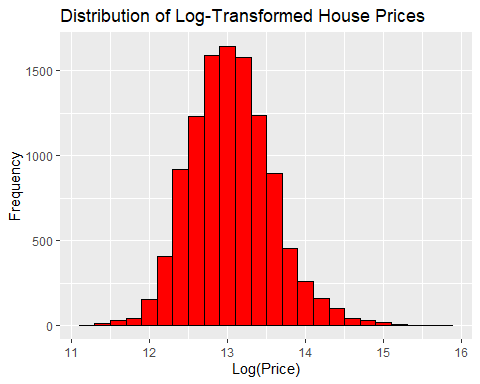 Distribution of Log-Transformed House Prices
Frequency
1500
1000
500
0
11 12 13 14 15 16
Log(Price)